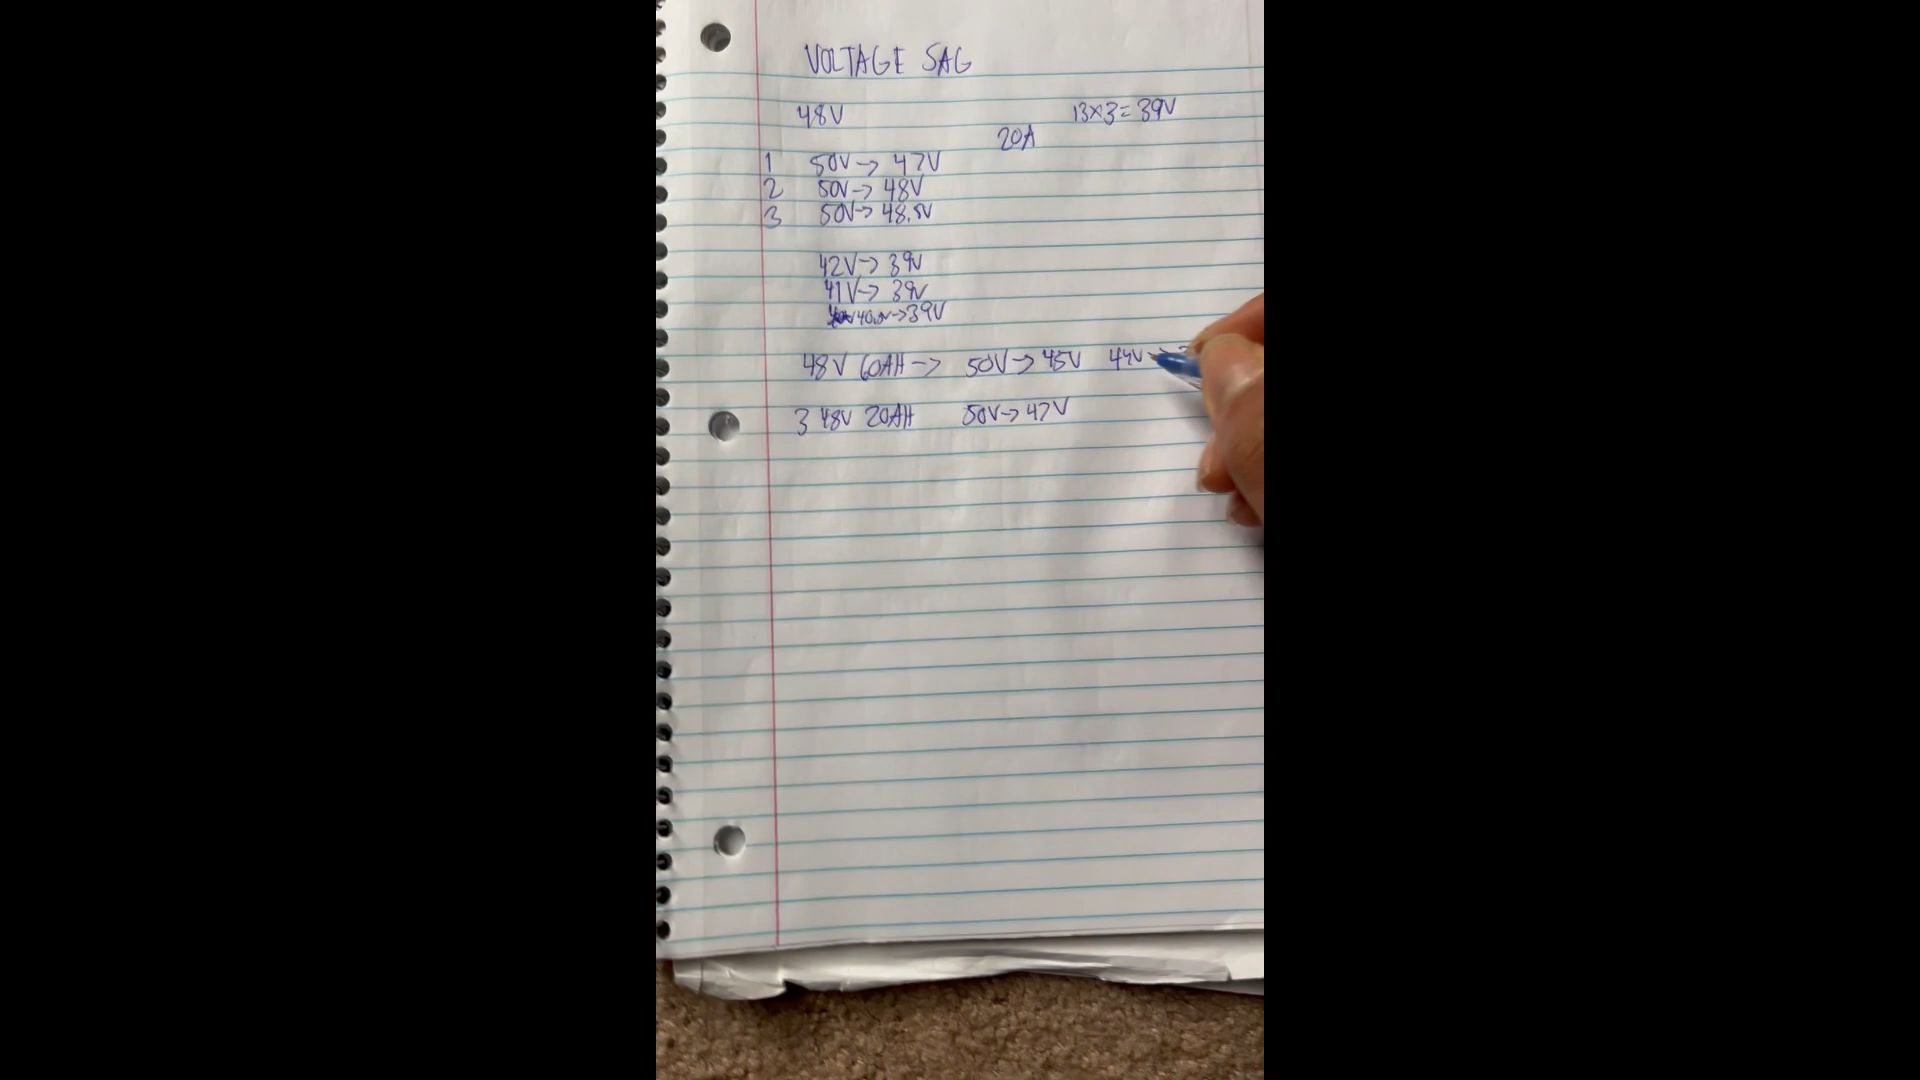 VOLTAGE SAG
48V
13x3=39V
20A
1 50V→47V
2 50V→48V
3 50V→48.5V
42V→39V
41V→39V
40.5V→39V
48V 60AH→ 50V→45V 44V→
3 48V 20AH 50V→47V